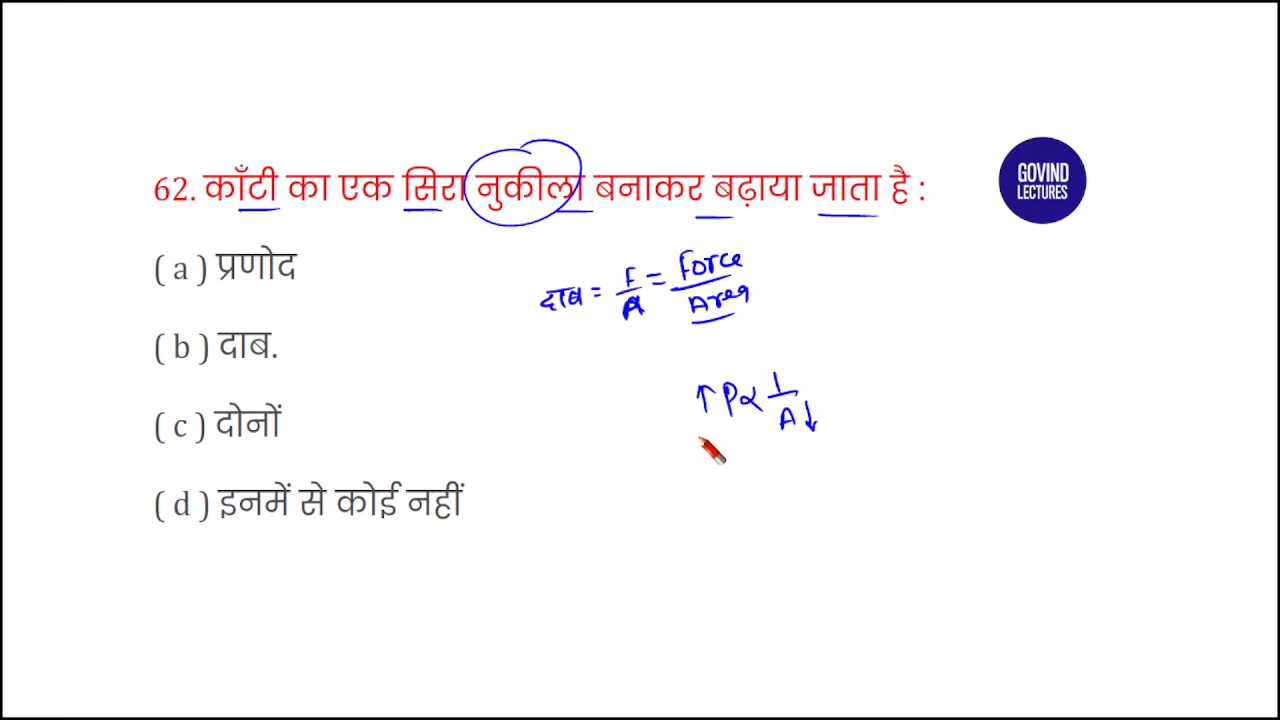 62. काँटी का एक सिरा नुकीला बनाकर बढ़ाया जाता है :
GOVIND
LECTURES
( a ) प्रणोद
दाब = F/A = Force/Area
( b ) दाब.
↑ P ∝ 1/A ↓
( c ) दोनों
( d ) इनमें से कोई नहीं